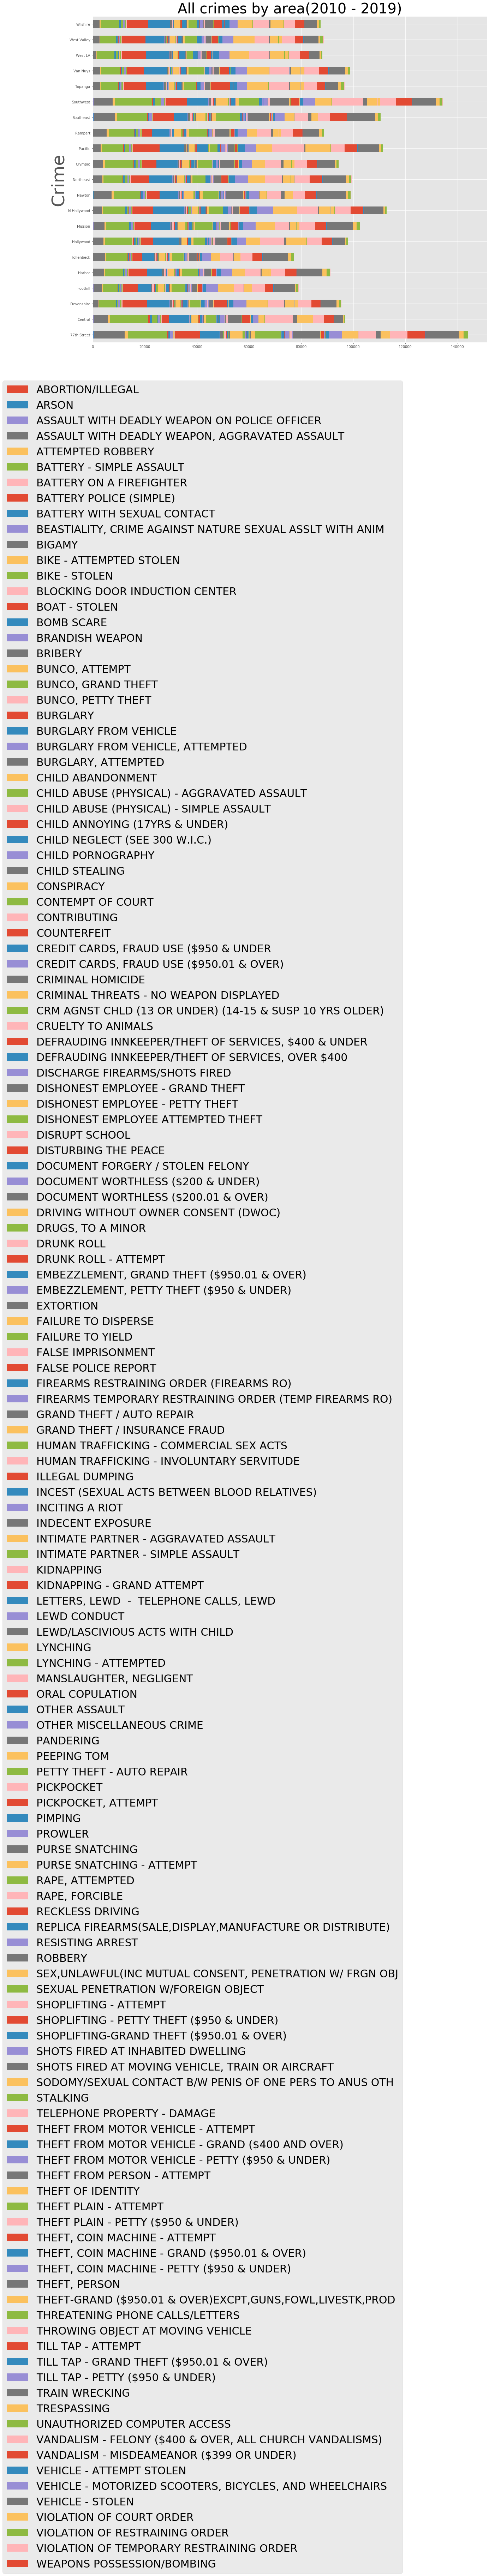 All crimes by area(2010 - 2019)
Crime
Wilshire
West Valley
West LA
Van Nuys
Topanga
Southwest
Southeast
Rampart
Pacific
Olympic
Northeast
Newton
N Hollywood
Mission
Hollywood
Hollenbeck
Harbor
Foothill
Devonshire
Central
77th Street
0 20000 40000 60000 80000 100000 120000 140000
ABORTION/ILLEGAL
ARSON
ASSAULT WITH DEADLY WEAPON ON POLICE OFFICER
ASSAULT WITH DEADLY WEAPON, AGGRAVATED ASSAULT
ATTEMPTED ROBBERY
BATTERY - SIMPLE ASSAULT
BATTERY ON A FIREFIGHTER
BATTERY POLICE (SIMPLE)
BATTERY WITH SEXUAL CONTACT
BEASTIALITY, CRIME AGAINST NATURE SEXUAL ASSLT WITH ANIM
BIGAMY
BIKE - ATTEMPTED STOLEN
BIKE - STOLEN
BLOCKING DOOR INDUCTION CENTER
BOAT - STOLEN
BOMB SCARE
BRANDISH WEAPON
BRIBERY
BUNCO, ATTEMPT
BUNCO, GRAND THEFT
BUNCO, PETTY THEFT
BURGLARY
BURGLARY FROM VEHICLE
BURGLARY FROM VEHICLE, ATTEMPTED
BURGLARY, ATTEMPTED
CHILD ABANDONMENT
CHILD ABUSE (PHYSICAL) - AGGRAVATED ASSAULT
CHILD ABUSE (PHYSICAL) - SIMPLE ASSAULT
CHILD ANNOYING (17YRS & UNDER)
CHILD NEGLECT (SEE 300 W.I.C.)
CHILD PORNOGRAPHY
CHILD STEALING
CONSPIRACY
CONTEMPT OF COURT
CONTRIBUTING
COUNTERFEIT
CREDIT CARDS, FRAUD USE ($950 & UNDER
CREDIT CARDS, FRAUD USE ($950.01 & OVER)
CRIMINAL HOMICIDE
CRIMINAL THREATS - NO WEAPON DISPLAYED
CRM AGNST CHLD (13 OR UNDER) (14-15 & SUSP 10 YRS OLDER)
CRUELTY TO ANIMALS
DEFRAUDING INNKEEPER/THEFT OF SERVICES, $400 & UNDER
DEFRAUDING INNKEEPER/THEFT OF SERVICES, OVER $400
DISCHARGE FIREARMS/SHOTS FIRED
DISHONEST EMPLOYEE - GRAND THEFT
DISHONEST EMPLOYEE - PETTY THEFT
DISHONEST EMPLOYEE ATTEMPTED THEFT
DISRUPT SCHOOL
DISTURBING THE PEACE
DOCUMENT FORGERY / STOLEN FELONY
DOCUMENT WORTHLESS ($200 & UNDER)
DOCUMENT WORTHLESS ($200.01 & OVER)
DRIVING WITHOUT OWNER CONSENT (DWOC)
DRUGS, TO A MINOR
DRUNK ROLL
DRUNK ROLL - ATTEMPT
EMBEZZLEMENT, GRAND THEFT ($950.01 & OVER)
EMBEZZLEMENT, PETTY THEFT ($950 & UNDER)
EXTORTION
FAILURE TO DISPERSE
FAILURE TO YIELD
FALSE IMPRISONMENT
FALSE POLICE REPORT
FIREARMS RESTRAINING ORDER (FIREARMS RO)
FIREARMS TEMPORARY RESTRAINING ORDER (TEMP FIREARMS RO)
GRAND THEFT / AUTO REPAIR
GRAND THEFT / INSURANCE FRAUD
HUMAN TRAFFICKING - COMMERCIAL SEX ACTS
HUMAN TRAFFICKING - INVOLUNTARY SERVITUDE
ILLEGAL DUMPING
INCEST (SEXUAL ACTS BETWEEN BLOOD RELATIVES)
INCITING A RIOT
INDECENT EXPOSURE
INTIMATE PARTNER - AGGRAVATED ASSAULT
INTIMATE PARTNER - SIMPLE ASSAULT
KIDNAPPING
KIDNAPPING - GRAND ATTEMPT
LETTERS, LEWD  -  TELEPHONE CALLS, LEWD
LEWD CONDUCT
LEWD/LASCIVIOUS ACTS WITH CHILD
LYNCHING
LYNCHING - ATTEMPTED
MANSLAUGHTER, NEGLIGENT
ORAL COPULATION
OTHER ASSAULT
OTHER MISCELLANEOUS CRIME
PANDERING
PEEPING TOM
PETTY THEFT - AUTO REPAIR
PICKPOCKET
PICKPOCKET, ATTEMPT
PIMPING
PROWLER
PURSE SNATCHING
PURSE SNATCHING - ATTEMPT
RAPE, ATTEMPTED
RAPE, FORCIBLE
RECKLESS DRIVING
REPLICA FIREARMS(SALE,DISPLAY,MANUFACTURE OR DISTRIBUTE)
RESISTING ARREST
ROBBERY
SEX,UNLAWFUL(INC MUTUAL CONSENT, PENETRATION W/ FRGN OBJ
SEXUAL PENETRATION W/FOREIGN OBJECT
SHOPLIFTING - ATTEMPT
SHOPLIFTING - PETTY THEFT ($950 & UNDER)
SHOPLIFTING-GRAND THEFT ($950.01 & OVER)
SHOTS FIRED AT INHABITED DWELLING
SHOTS FIRED AT MOVING VEHICLE, TRAIN OR AIRCRAFT
SODOMY/SEXUAL CONTACT B/W PENIS OF ONE PERS TO ANUS OTH
STALKING
TELEPHONE PROPERTY - DAMAGE
THEFT FROM MOTOR VEHICLE - ATTEMPT
THEFT FROM MOTOR VEHICLE - GRAND ($400 AND OVER)
THEFT FROM MOTOR VEHICLE - PETTY ($950 & UNDER)
THEFT FROM PERSON - ATTEMPT
THEFT OF IDENTITY
THEFT PLAIN - ATTEMPT
THEFT PLAIN - PETTY ($950 & UNDER)
THEFT, COIN MACHINE - ATTEMPT
THEFT, COIN MACHINE - GRAND ($950.01 & OVER)
THEFT, COIN MACHINE - PETTY ($950 & UNDER)
THEFT, PERSON
THEFT-GRAND ($950.01 & OVER)EXCPT,GUNS,FOWL,LIVESTK,PROD
THREATENING PHONE CALLS/LETTERS
THROWING OBJECT AT MOVING VEHICLE
TILL TAP - ATTEMPT
TILL TAP - GRAND THEFT ($950.01 & OVER)
TILL TAP - PETTY ($950 & UNDER)
TRAIN WRECKING
TRESPASSING
UNAUTHORIZED COMPUTER ACCESS
VANDALISM - FELONY ($400 & OVER, ALL CHURCH VANDALISMS)
VANDALISM - MISDEAMEANOR ($399 OR UNDER)
VEHICLE - ATTEMPT STOLEN
VEHICLE - MOTORIZED SCOOTERS, BICYCLES, AND WHEELCHAIRS
VEHICLE - STOLEN
VIOLATION OF COURT ORDER
VIOLATION OF RESTRAINING ORDER
VIOLATION OF TEMPORARY RESTRAINING ORDER
WEAPONS POSSESSION/BOMBING